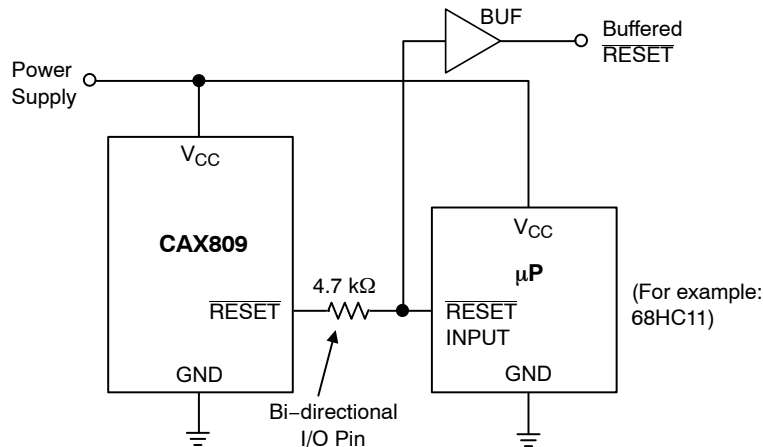 BUF
Buffered
RESET
Power
Supply
VCC
CAX809
4.7 kΩ
RESET
GND
VCC
μP
RESET
INPUT
GND
(For example:
68HC11)
Bi−directional
I/O Pin